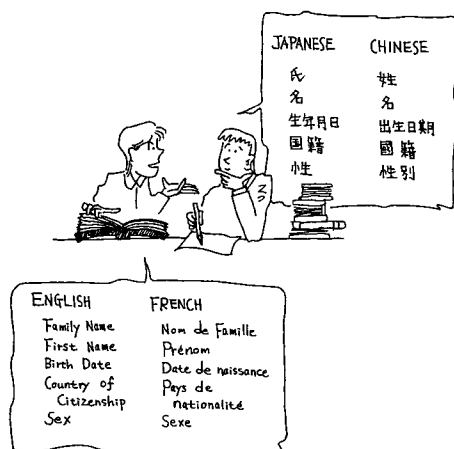 JAPANESE CHINESE
氏 姓
名 名
生年月日 出生日期
国籍 國籍
性 性別
ENGLISH FRENCH
Family Name Nom de Famille
First Name Prénom
Birth Date Date de naissance
Country of Pays de
Citizenship nationalité
Sex Sexe